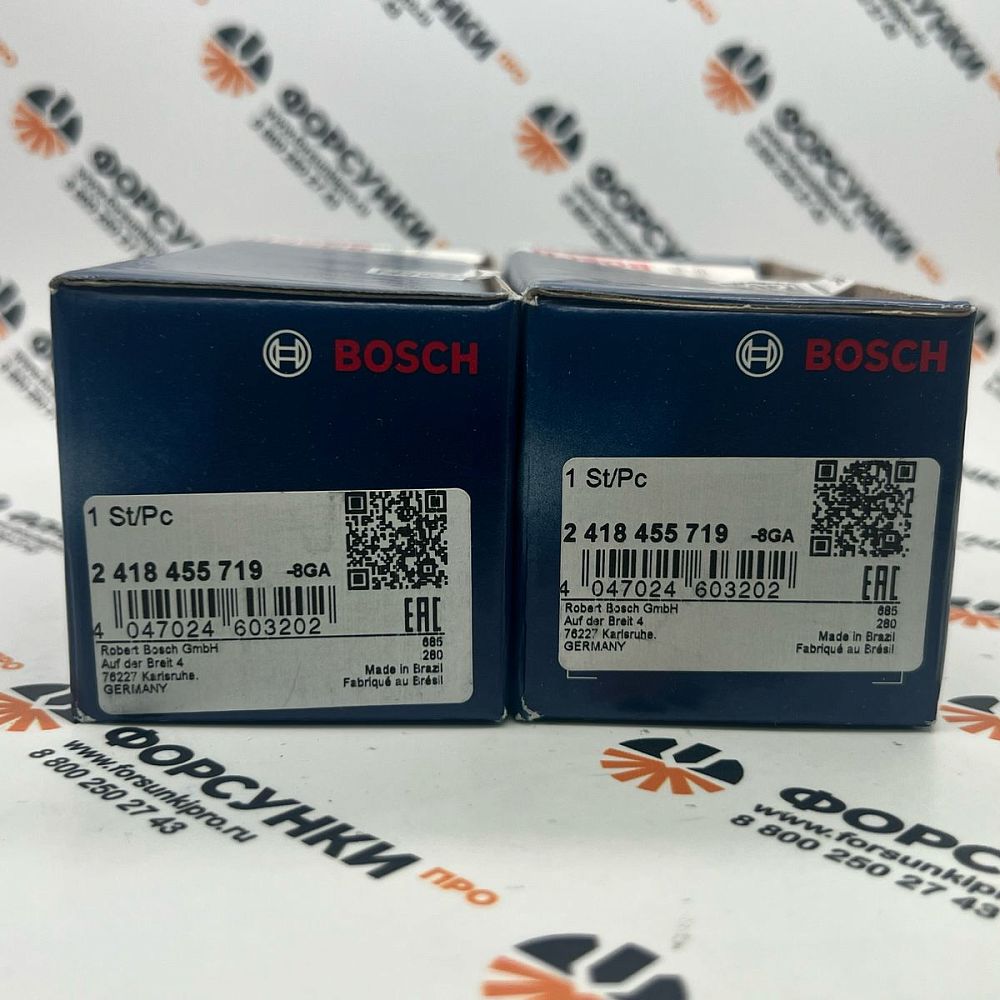 ФОРСУНКИ ПРО
BOSCH
1 St/Pc
2 418 455 719 -8GA
4 047024 603202
EAC
Robert Bosch GmbH
Auf der Breit 4
76227 Karlsruhe.
GERMANY
685
280
Made in Brazil
Fabriqué au Brésil
BOSCH
1 St/Pc
2 418 455 719 -8GA
4 047024 603202
EAC
Robert Bosch GmbH
Auf der Breit 4
76227 Karlsruhe.
GERMANY
685
280
Made in Brazil
Fabriqué au Brésil
ФОРСУНКИ ПРО
www.forsunkipro.ru
8 800 250 27 43
www.forsunkipro
8 800 250 27 43